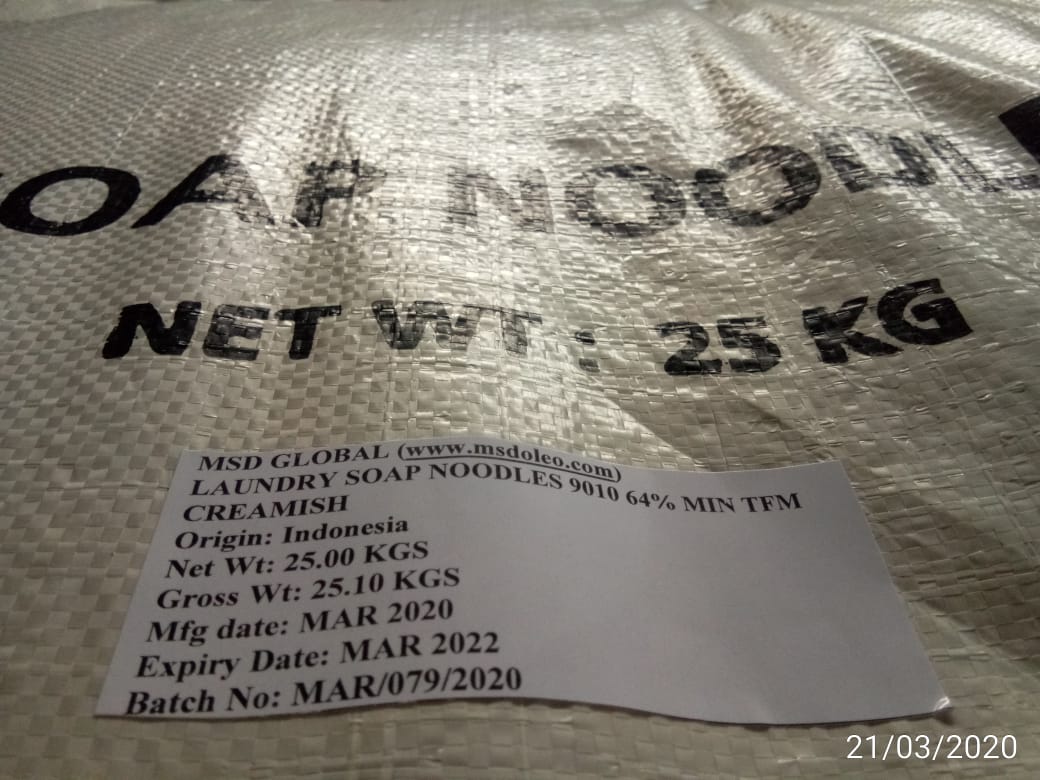 SOAP NOODLE
NET WT : 25 KG
MSD GLOBAL (www.msdoleo.com)
LAUNDRY SOAP NOODLES 9010 64% MIN TFM
CREAMISH
Origin: Indonesia
Net Wt: 25.00 KGS
Gross Wt: 25.10 KGS
Mfg date: MAR 2020
Expiry Date: MAR 2022
Batch No: MAR/079/2020
21/03/2020